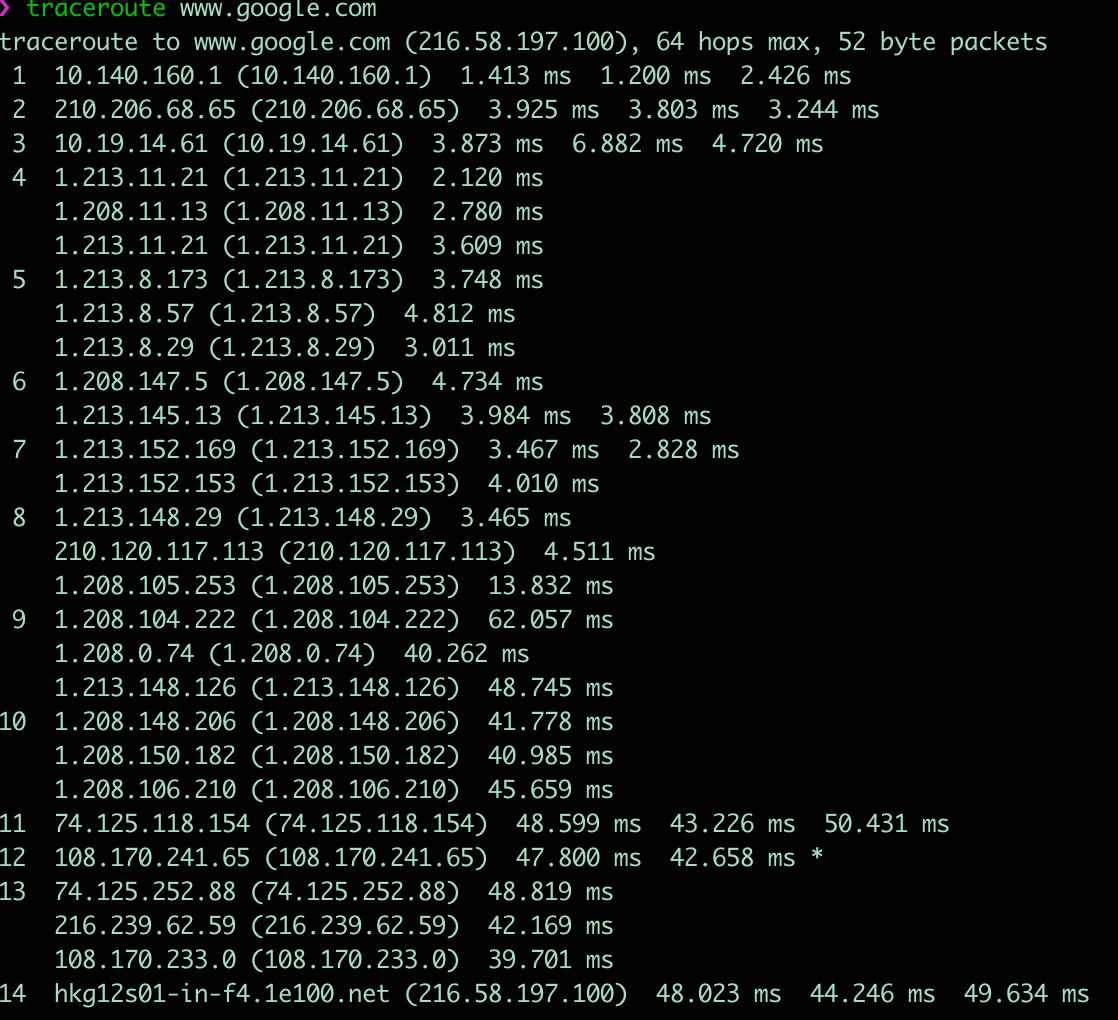 ❯ traceroute www.google.com
traceroute to www.google.com (216.58.197.100), 64 hops max, 52 byte packets
 1  10.140.160.1 (10.140.160.1)  1.413 ms  1.200 ms  2.426 ms
 2  210.206.68.65 (210.206.68.65)  3.925 ms  3.803 ms  3.244 ms
 3  10.19.14.61 (10.19.14.61)  3.873 ms  6.882 ms  4.720 ms
 4  1.213.11.21 (1.213.11.21)  2.120 ms
    1.208.11.13 (1.208.11.13)  2.780 ms
    1.213.11.21 (1.213.11.21)  3.609 ms
 5  1.213.8.173 (1.213.8.173)  3.748 ms
    1.213.8.57 (1.213.8.57)  4.812 ms
    1.213.8.29 (1.213.8.29)  3.011 ms
 6  1.208.147.5 (1.208.147.5)  4.734 ms
    1.213.145.13 (1.213.145.13)  3.984 ms  3.808 ms
 7  1.213.152.169 (1.213.152.169)  3.467 ms  2.828 ms
    1.213.152.153 (1.213.152.153)  4.010 ms
 8  1.213.148.29 (1.213.148.29)  3.465 ms
    210.120.117.113 (210.120.117.113)  4.511 ms
    1.208.105.253 (1.208.105.253)  13.832 ms
 9  1.208.104.222 (1.208.104.222)  62.057 ms
    1.208.0.74 (1.208.0.74)  40.262 ms
    1.213.148.126 (1.213.148.126)  48.745 ms
10  1.208.148.206 (1.208.148.206)  41.778 ms
    1.208.150.182 (1.208.150.182)  40.985 ms
    1.208.106.210 (1.208.106.210)  45.659 ms
11  74.125.118.154 (74.125.118.154)  48.599 ms  43.226 ms  50.431 ms
12  108.170.241.65 (108.170.241.65)  47.800 ms  42.658 ms *
13  74.125.252.88 (74.125.252.88)  48.819 ms
    216.239.62.59 (216.239.62.59)  42.169 ms
    108.170.233.0 (108.170.233.0)  39.701 ms
14  hkg12s01-in-f4.1e100.net (216.58.197.100)  48.023 ms  44.246 ms  49.634 ms